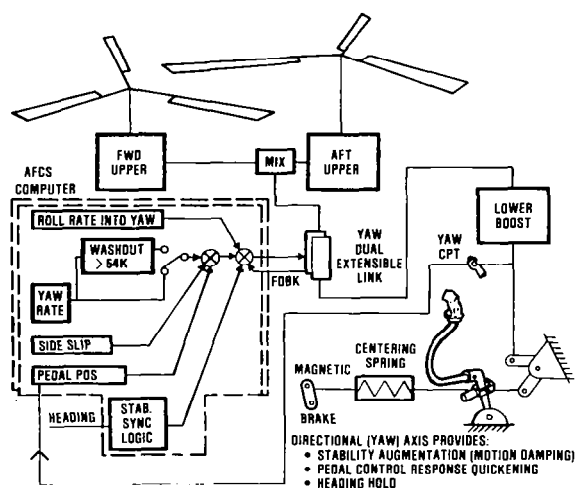 FWD
UPPER
MIX
AFT
UPPER
AFCS
COMPUTER
ROLL RATE INTO YAW
WASHOUT
> 64K
YAW
RATE
SIDE SLIP
PEDAL POS
HEADING
STAB.
SYNC
LOGIC
FDBK
YAW
DUAL
EXTENSIBLE
LINK
LOWER
BOOST
YAW
CPT
MAGNETIC
BRAKE
CENTERING
SPRING
DIRECTIONAL (YAW) AXIS PROVIDES:
• STABILITY AUGMENTATION (MOTION DAMPING)
• PEDAL CONTROL RESPONSE QUICKENING
• HEADING HOLD